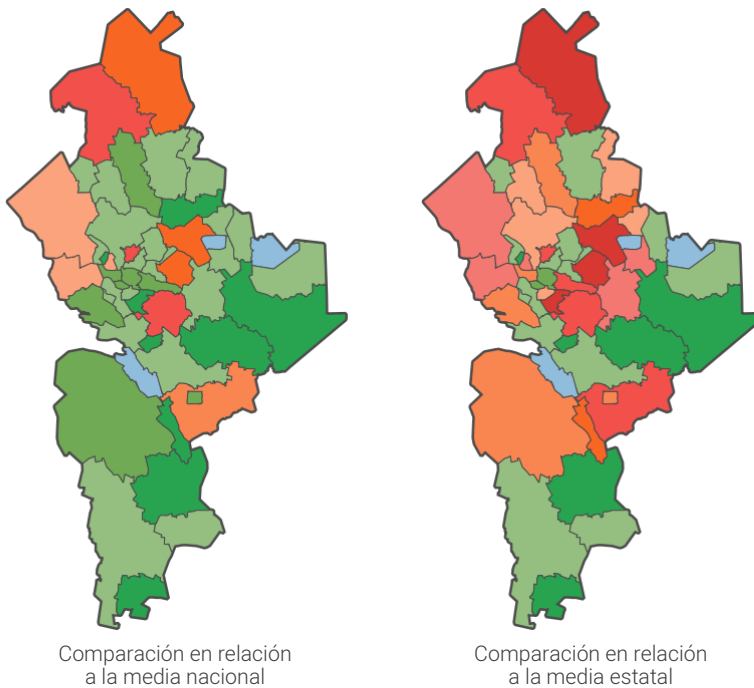 Comparación en relación
a la media nacional
Comparación en relación
a la media estatal